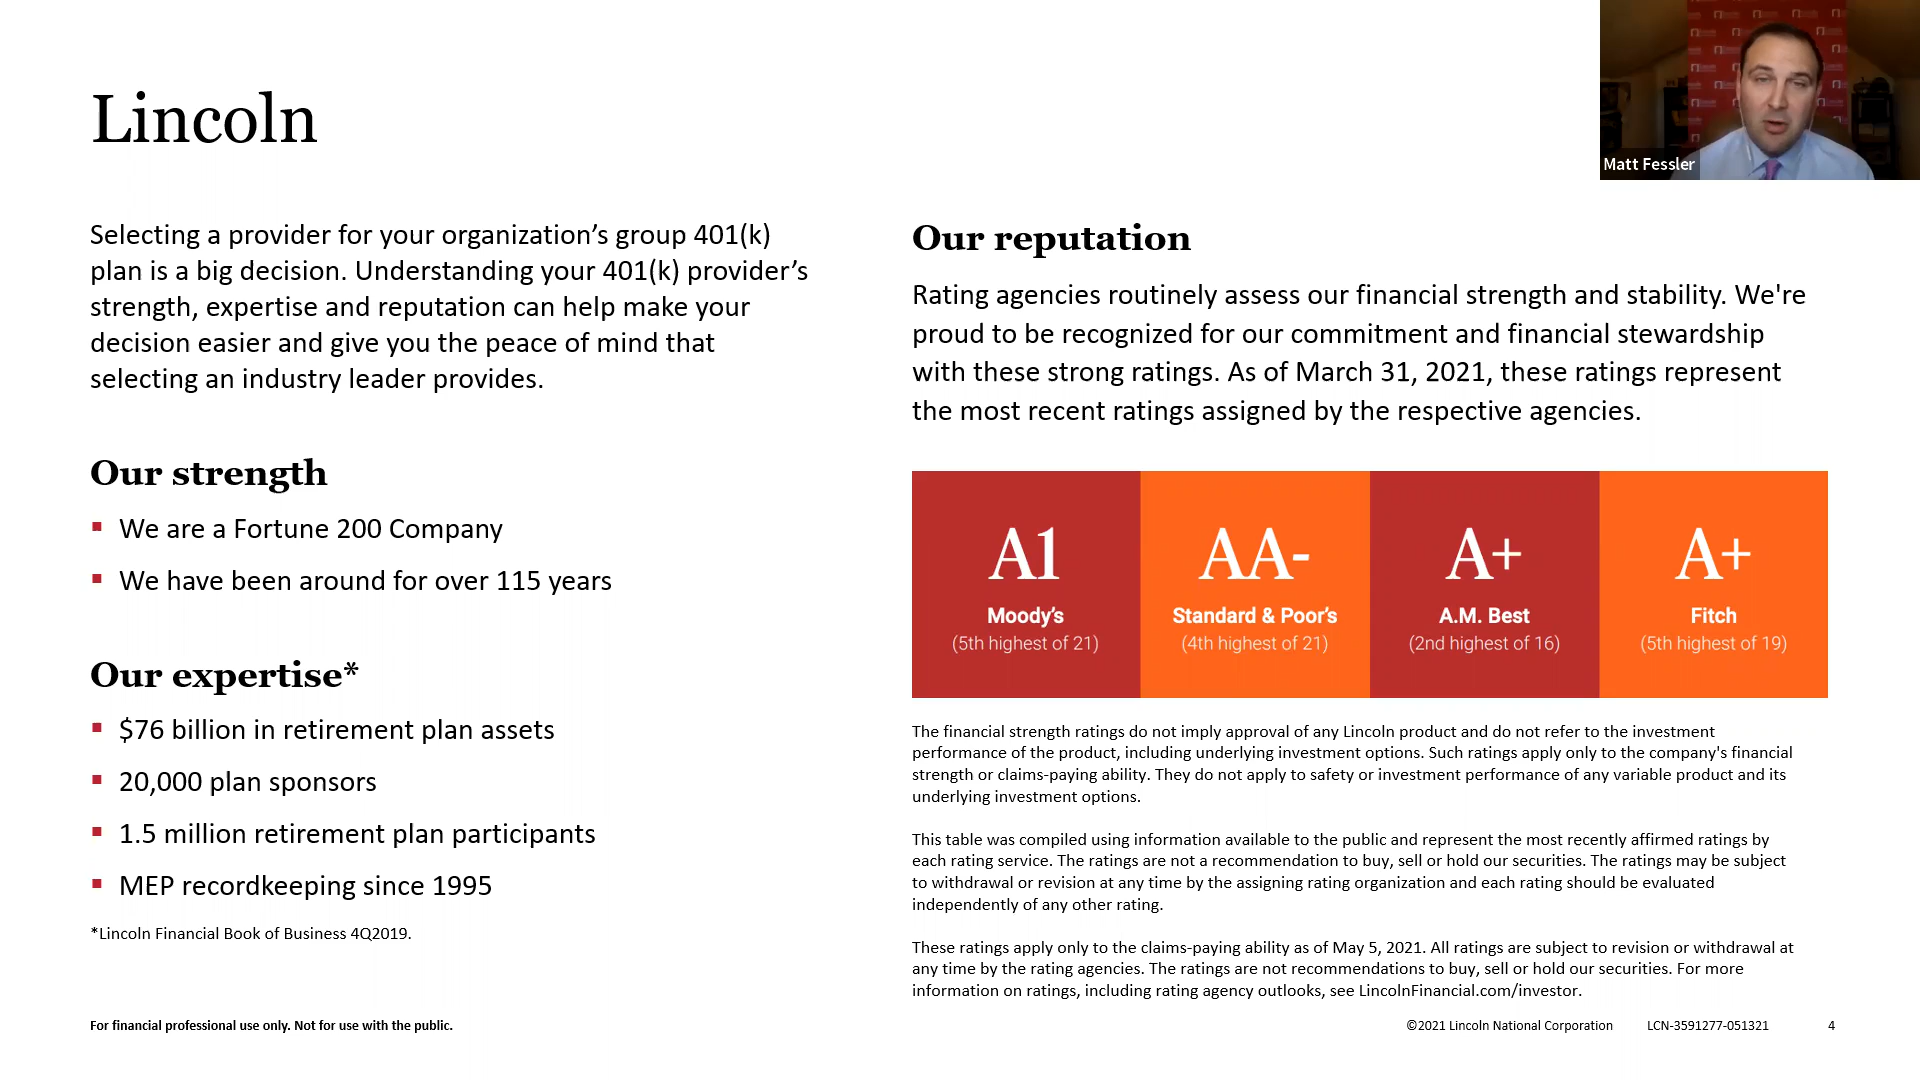 Lincoln
Matt Fessler
Selecting a provider for your organization’s group 401(k)
plan is a big decision. Understanding your 401(k) provider’s
strength, expertise and reputation can help make your
decision easier and give you the peace of mind that
selecting an industry leader provides.
Our strength
▪ We are a Fortune 200 Company
▪ We have been around for over 115 years
Our expertise*
▪ $76 billion in retirement plan assets
▪ 20,000 plan sponsors
▪ 1.5 million retirement plan participants
▪ MEP recordkeeping since 1995
*Lincoln Financial Book of Business 4Q2019.
Our reputation
Rating agencies routinely assess our financial strength and stability. We're
proud to be recognized for our commitment and financial stewardship
with these strong ratings. As of March 31, 2021, these ratings represent
the most recent ratings assigned by the respective agencies.
A1
Moody’s
(5th highest of 21)
AA-
Standard & Poor’s
(4th highest of 21)
A+
A.M. Best
(2nd highest of 16)
A+
Fitch
(5th highest of 19)
The financial strength ratings do not imply approval of any Lincoln product and do not refer to the investment
performance of the product, including underlying investment options. Such ratings apply only to the company's financial
strength or claims-paying ability. They do not apply to safety or investment performance of any variable product and its
underlying investment options.
This table was compiled using information available to the public and represent the most recently affirmed ratings by
each rating service. The ratings are not a recommendation to buy, sell or hold our securities. The ratings may be subject
to withdrawal or revision at any time by the assigning rating organization and each rating should be evaluated
independently of any other rating.
These ratings apply only to the claims-paying ability as of May 5, 2021. All ratings are subject to revision or withdrawal at
any time by the rating agencies. The ratings are not recommendations to buy, sell or hold our securities. For more
information on ratings, including rating agency outlooks, see LincolnFinancial.com/investor.
For financial professional use only. Not for use with the public.
©2021 Lincoln National Corporation LCN-3591277-051321 4